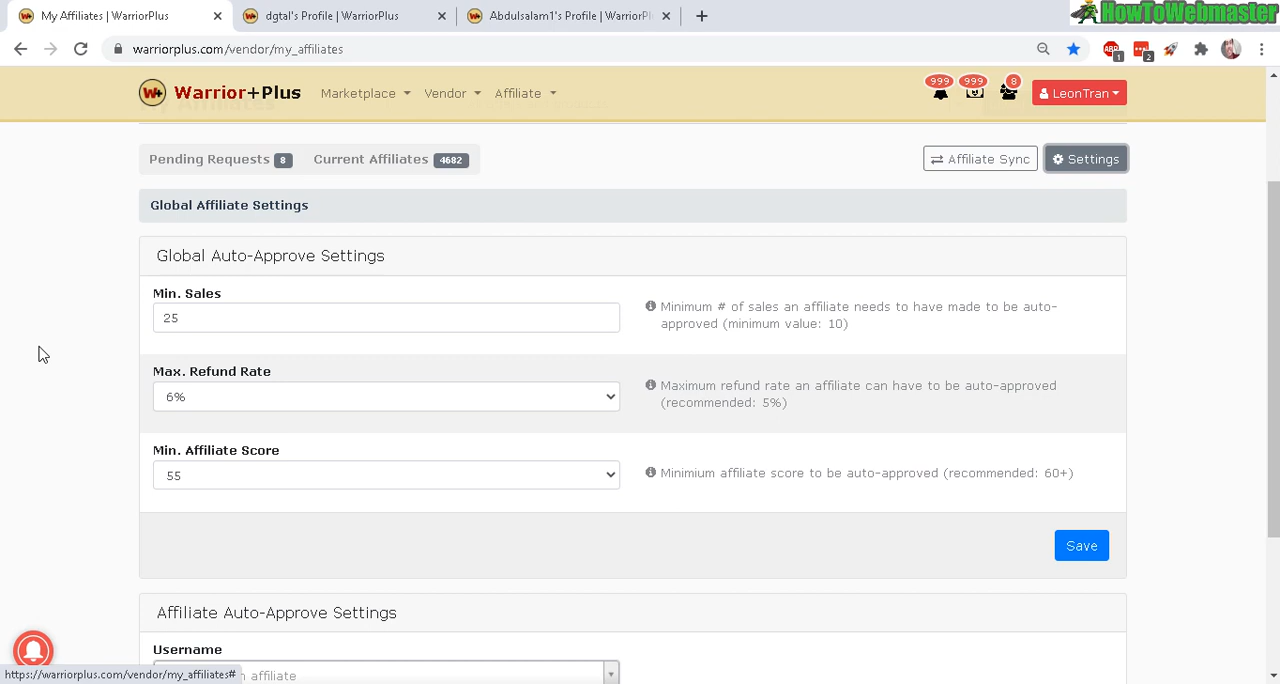 My Affiliates | WarriorPlus
dgtal's Profile | WarriorPlus
Abdulsalam1's Profile | WarriorPl
HowToWebmaster
warriorplus.com/vendor/my_affiliates
ABP
1
2
W+ Warrior+Plus
Marketplace
Vendor
Affiliate
999
999
8
LeonTran
Pending Requests 8
Current Affiliates 4682
Affiliate Sync
Settings
Global Affiliate Settings
Global Auto-Approve Settings
Min. Sales
25
Minimum # of sales an affiliate needs to have made to be auto-
approved (minimum value: 10)
Max. Refund Rate
6%
Maximum refund rate an affiliate can have to be auto-approved
(recommended: 5%)
Min. Affiliate Score
55
Minimium affiliate score to be auto-approved (recommended: 60+)
Save
Affiliate Auto-Approve Settings
Username
n affiliate
https://warriorplus.com/vendor/my_affiliates#